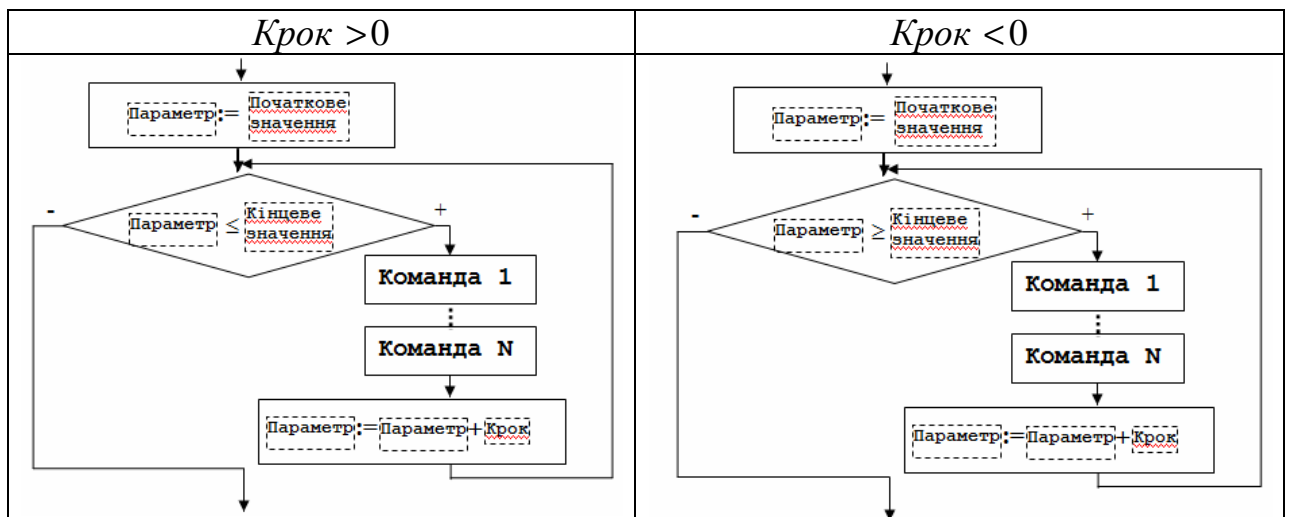 Крок >0
Крок <0
Параметр:= Початкове
значення
- Параметр ≤ Кінцеве
значення +
Команда 1
Команда N
Параметр:=Параметр+Крок
Параметр:= Початкове
значення
- Параметр ≥ Кінцеве
значення +
Команда 1
Команда N
Параметр:=Параметр+Крок